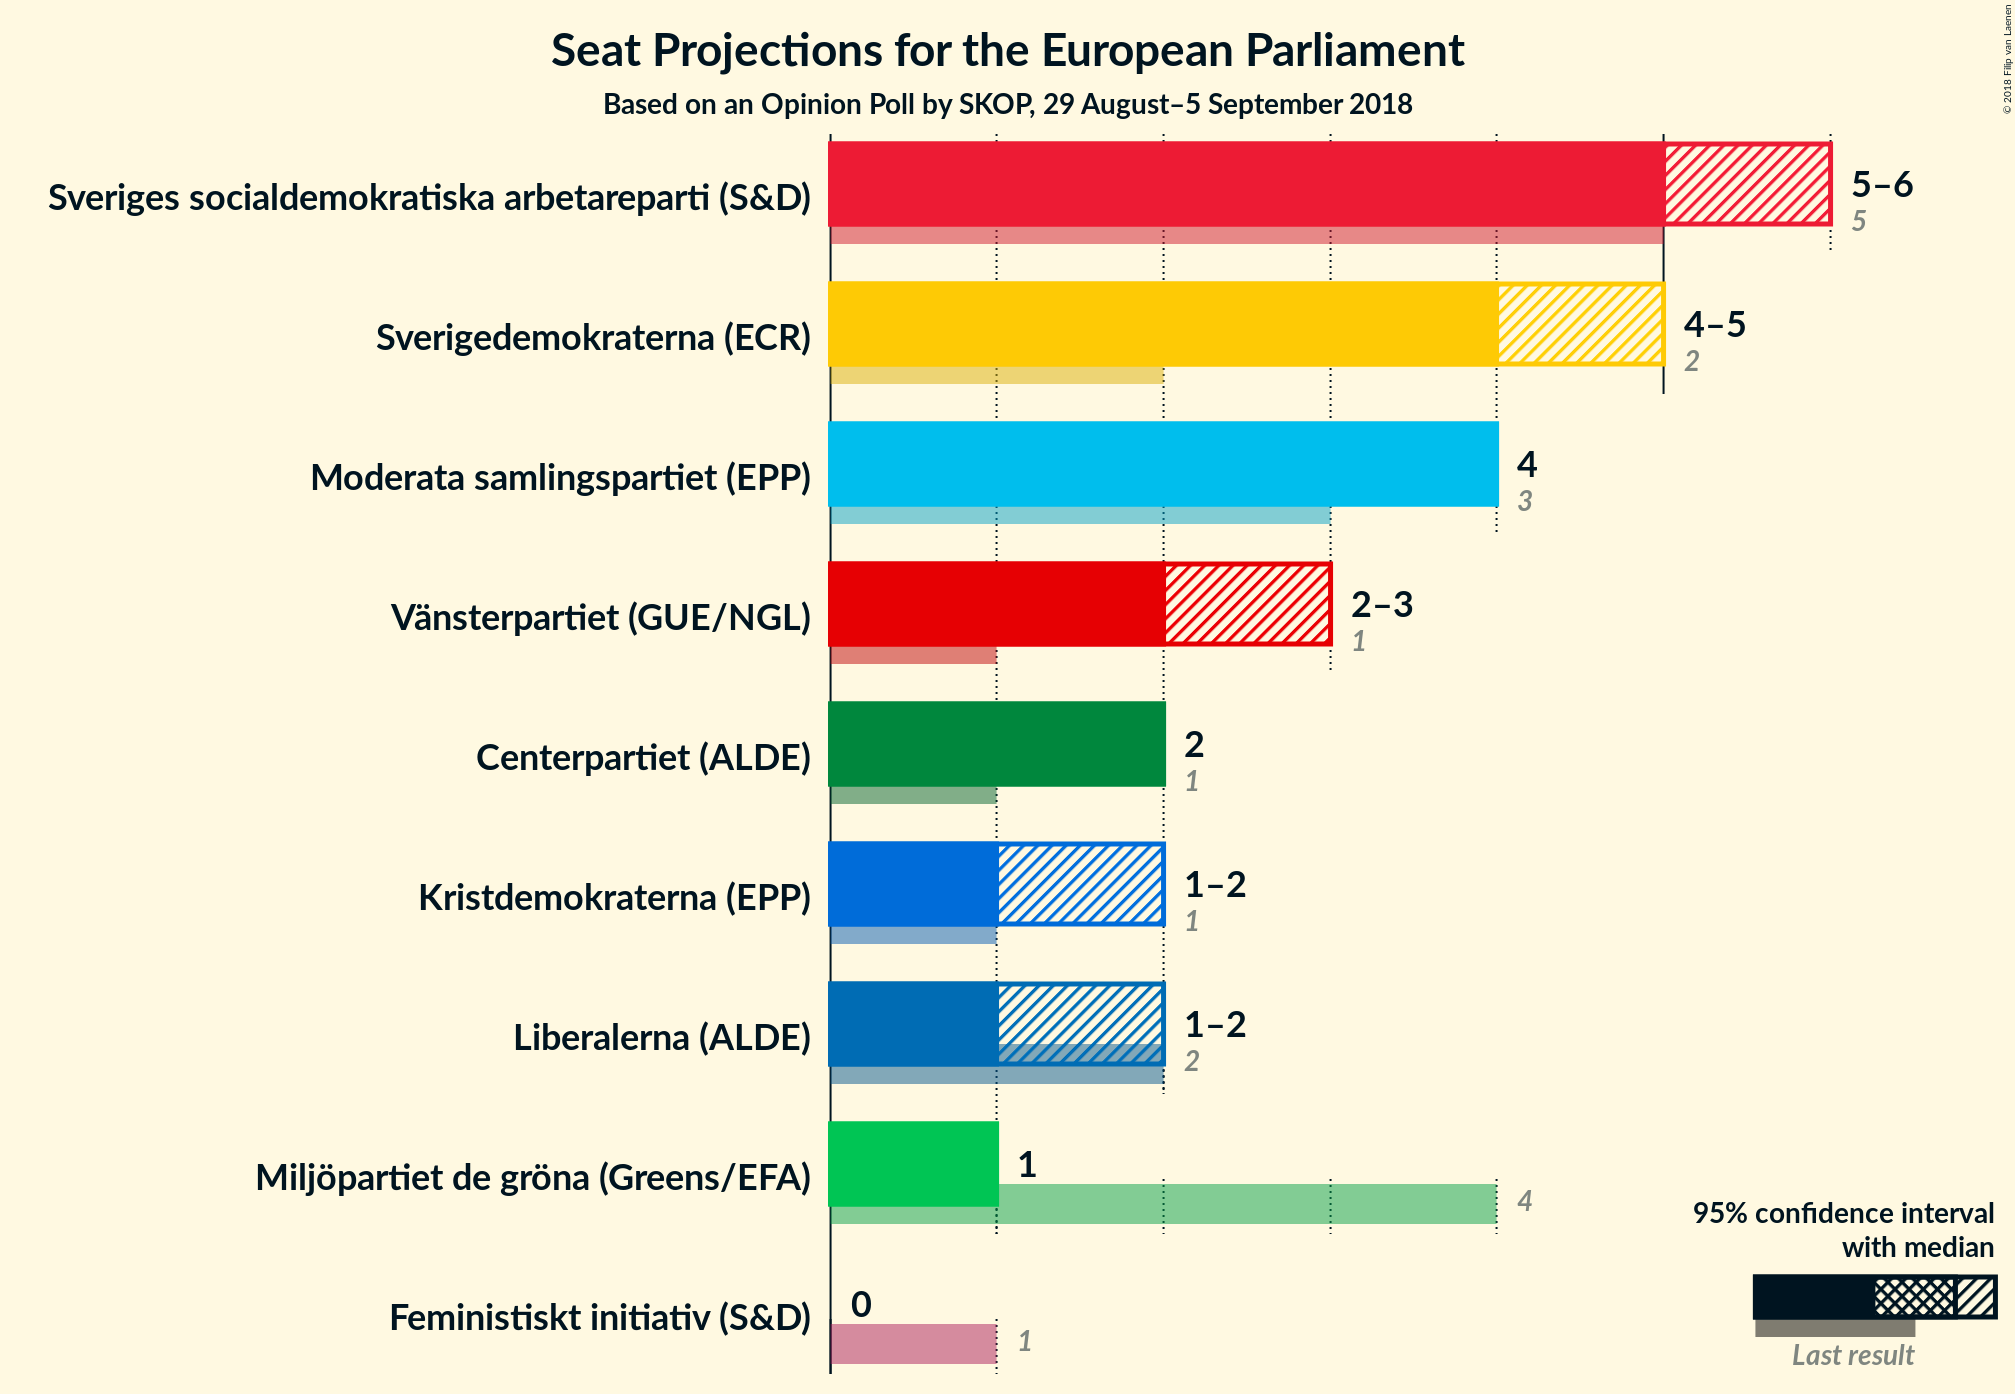 Seat Projections for the European Parliament
Based on an Opinion Poll by SKOP, 29 August–5 September 2018
© 2018 Filip van Laenen
Sveriges socialdemokratiska arbetareparti (S&D)
5–6
5
Sverigedemokraterna (ECR)
4–5
2
Moderata samlingspartiet (EPP)
4
3
Vänsterpartiet (GUE/NGL)
2–3
1
Centerpartiet (ALDE)
2
1
Kristdemokraterna (EPP)
1–2
1
Liberalerna (ALDE)
1–2
2
Miljöpartiet de gröna (Greens/EFA)
1
4
Feministiskt initiativ (S&D)
0
1
95% confidence interval
with median
Last result